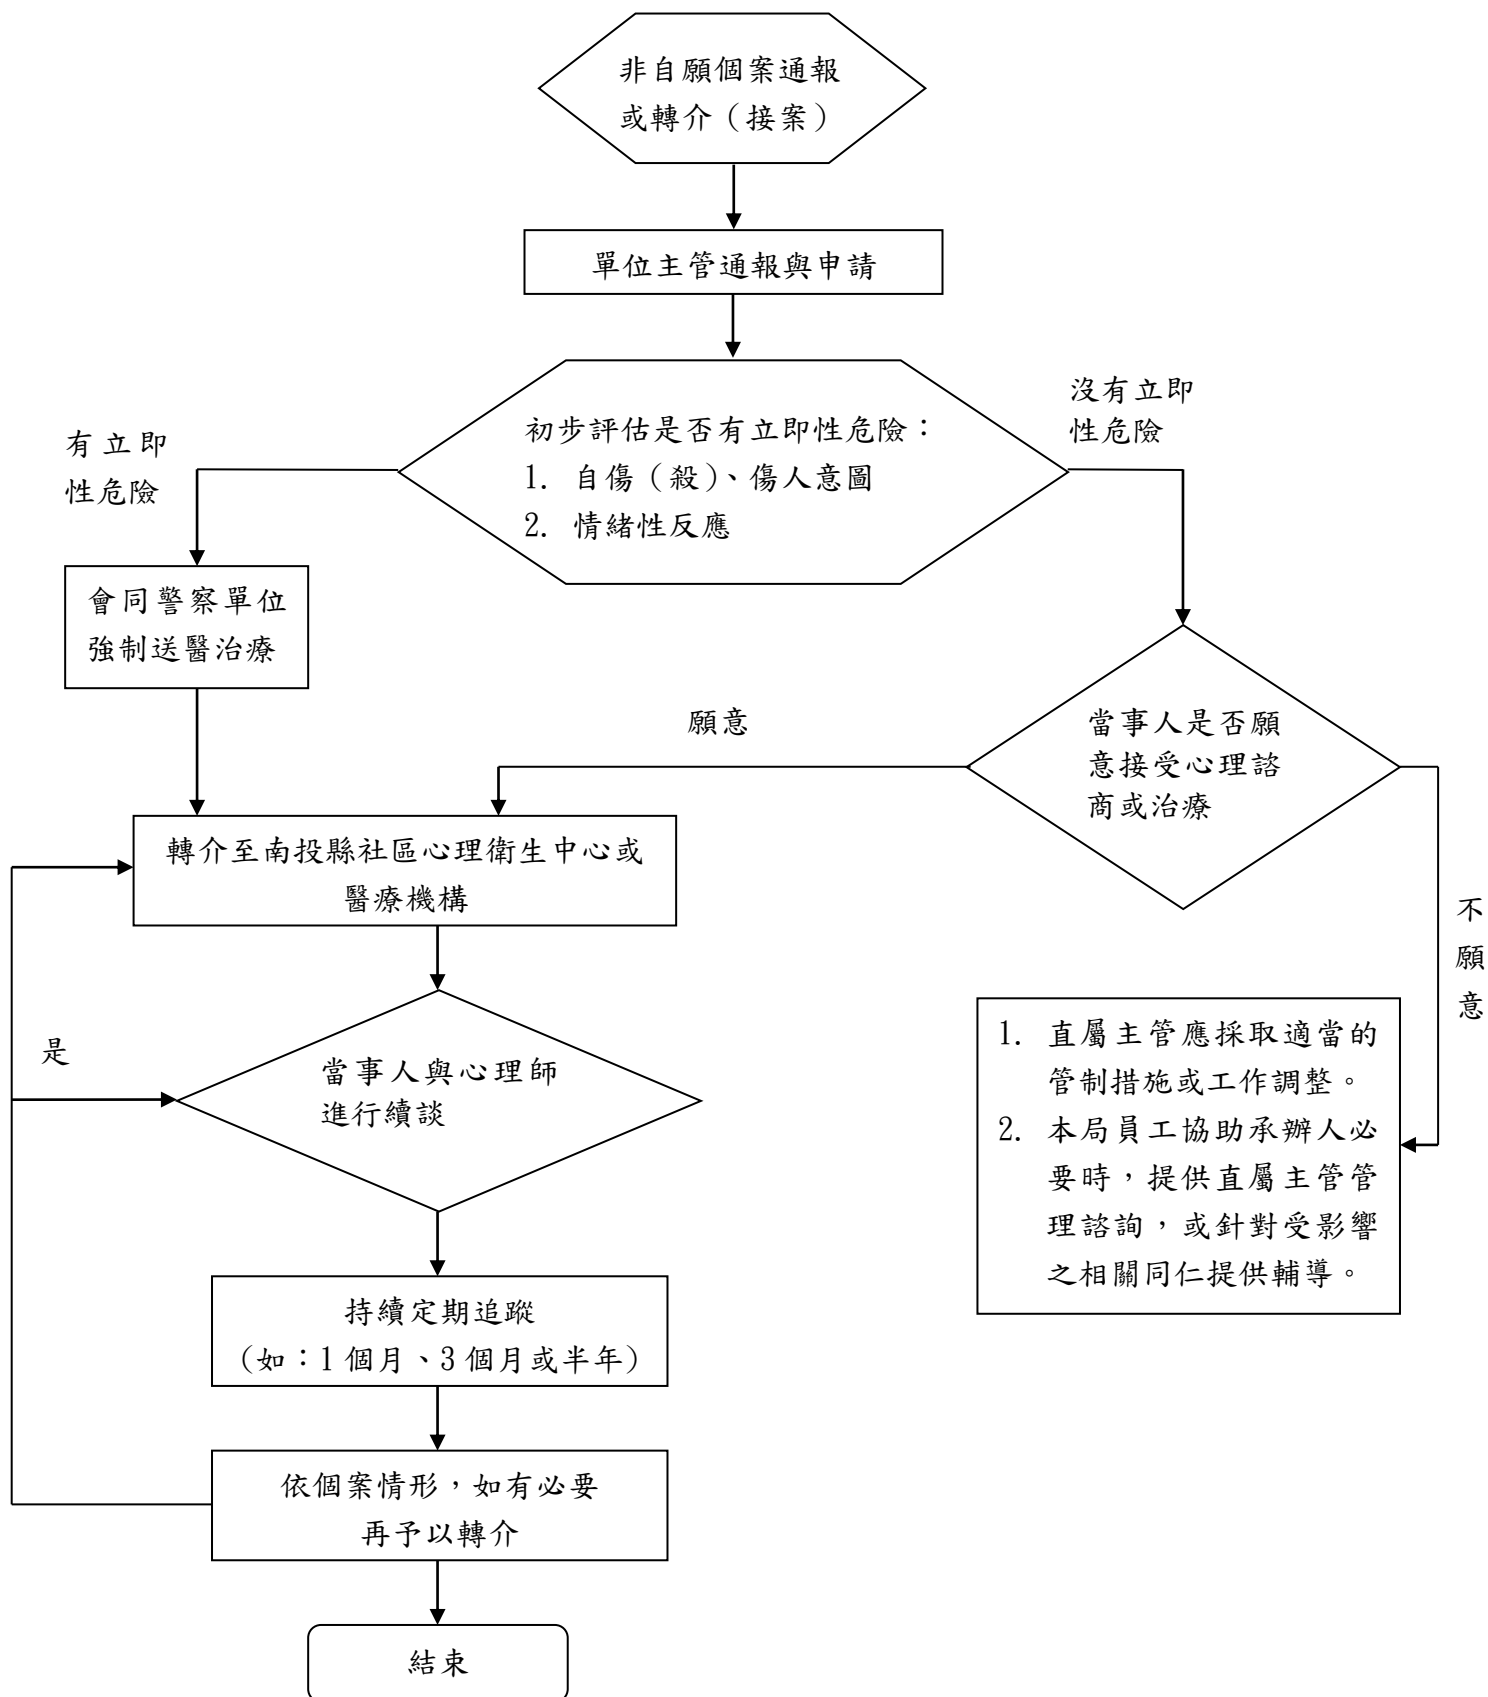 非自願個案通報
或轉介（接案）
單位主管通報與申請
沒有立即
性危險
有立即
性危險
初步評估是否有立即性危險：
1. 自傷（殺）、傷人意圖
2. 情緒性反應
會同警察單位
強制送醫治療
願意
當事人是否願
意接受心理諮
商或治療
轉介至南投縣社區心理衛生中心或
醫療機構
不
願
意
是
當事人與心理師
進行續談
1. 直屬主管應採取適當的
管制措施或工作調整。
2. 本局員工協助承辦人必
要時，提供直屬主管管
理諮詢，或針對受影響
之相關同仁提供輔導。
持續定期追蹤
（如：1個月、3個月或半年）
依個案情形，如有必要
再予以轉介
結束